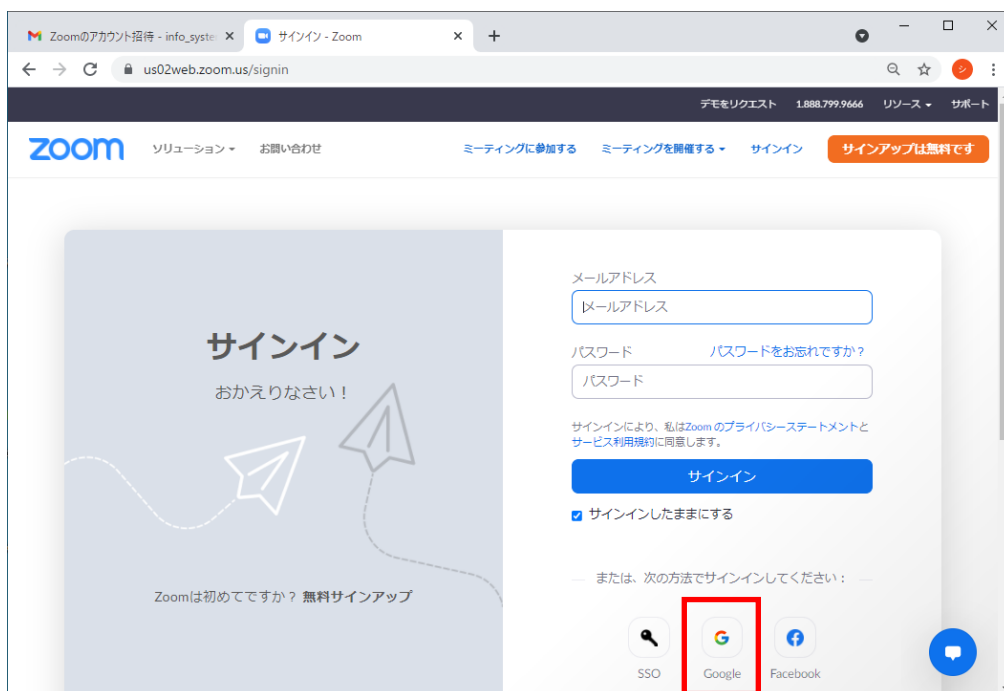 Zoomのアカウント招待 - info_syste
サインイン - Zoom
us02web.zoom.us/signin
シ
デモをリクエスト 1.888.799.9666 リソース サポート
zoom ソリューション お問い合わせ ミーティングに参加する ミーティングを開催する サインイン サインアップは無料です
サインイン
おかえりなさい！
Zoomは初めてですか？ 無料サインアップ
メールアドレス
メールアドレス
パスワード パスワードをお忘れですか？
パスワード
サインインにより、私はZoom のプライバシーステートメントと
サービス利用規約に同意します。
サインイン
サインインしたままにする
または、次の方法でサインインしてください：
SSO Google Facebook